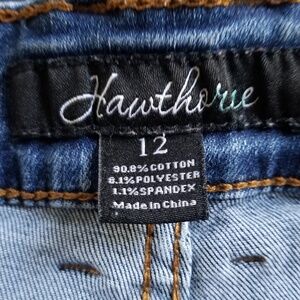 Hawthorne
12
90.8% COTTON
8.1% POLYESTER
1.1% SPANDEX
Made in China